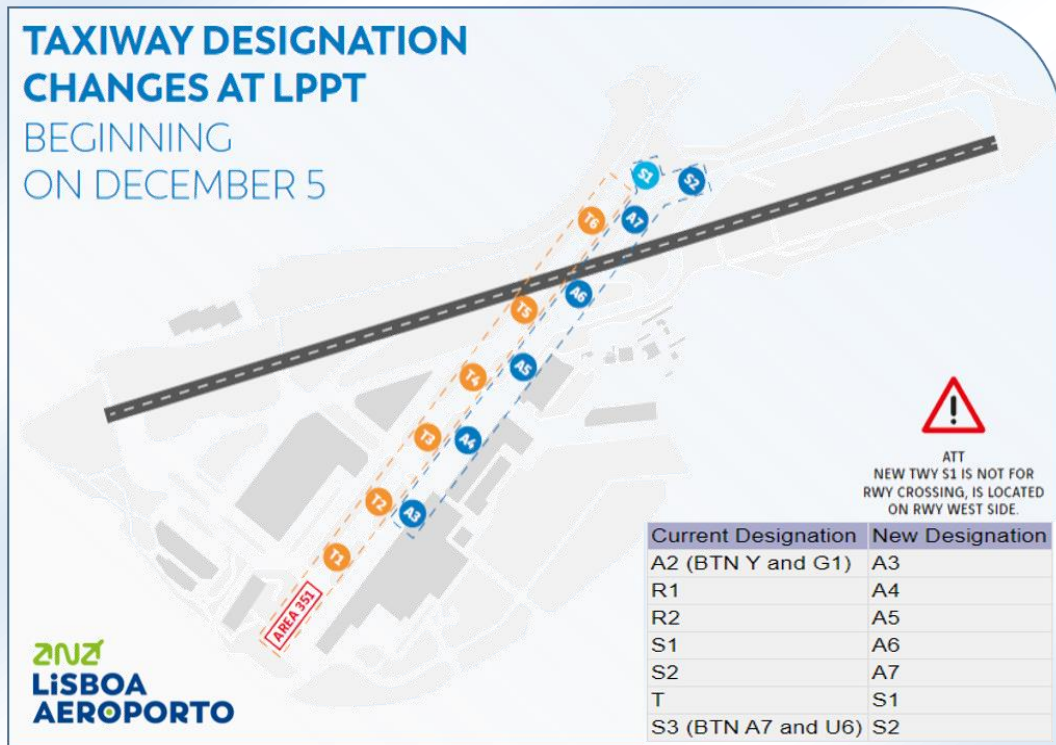 TAXIWAY DESIGNATION
CHANGES AT LPPT
BEGINNING
ON DECEMBER 5
S1
S2
T6
A7
A6
T5
A5
T4
T3
A4
T2
A3
T1
AREA 351
ATT
NEW TWY S1 IS NOT FOR
RWY CROSSING, IS LOCATED
ON RWY WEST SIDE.
Current Designation New Designation
A2 (BTN Y and G1) A3
R1 A4
R2 A5
S1 A6
S2 A7
T S1
S3 (BTN A7 and U6) S2
ana
LiSBOA
AEROPORTO